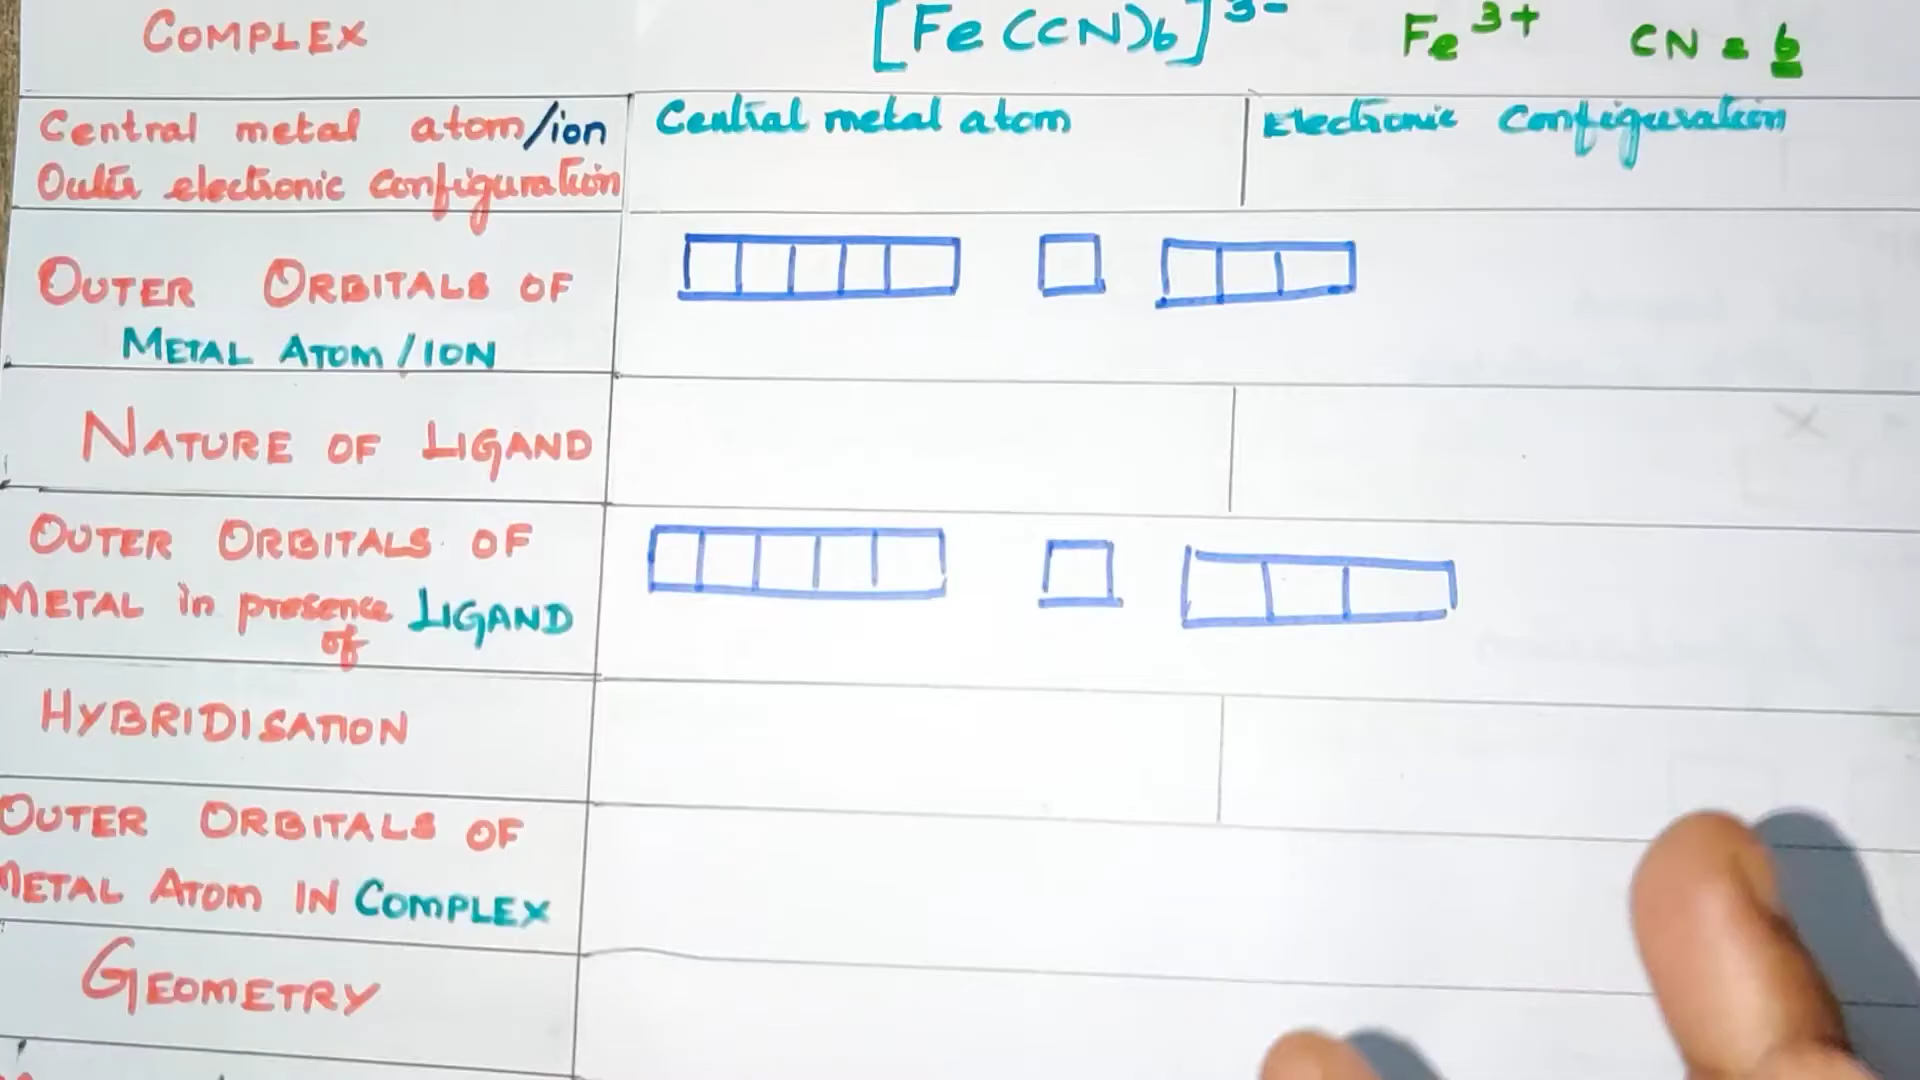 COMPLEX
[Fe(CN)6]3-
Fe3+
CN = 6
Central metal atom/ion
Outer electronic configuration
Central metal atom
Electronic configuration
OUTER ORBITALS OF
METAL ATOM/ION
NATURE OF LIGAND
OUTER ORBITALS OF
METAL in presence
of
LIGAND
HYBRIDISATION
OUTER ORBITALS OF
METAL ATOM IN COMPLEX
GEOMETRY